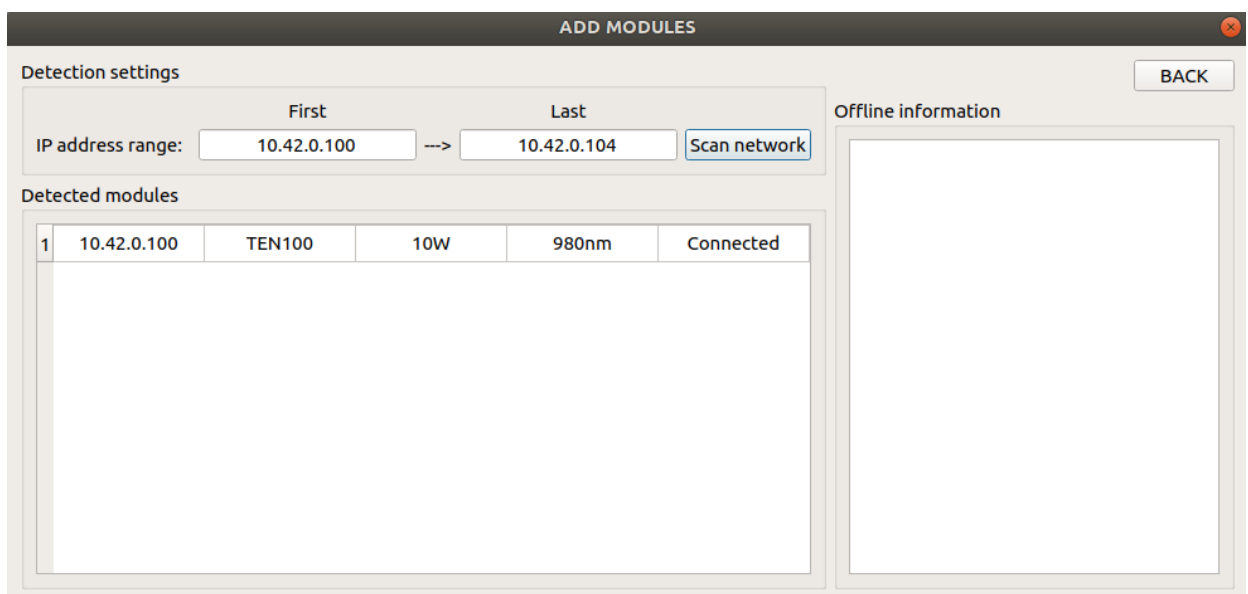 ADD MODULES
Detection settings
BACK
First Last
Offline information
IP address range: 10.42.0.100 ---> 10.42.0.104 Scan network
Detected modules
1 10.42.0.100 TEN100 10W 980nm Connected